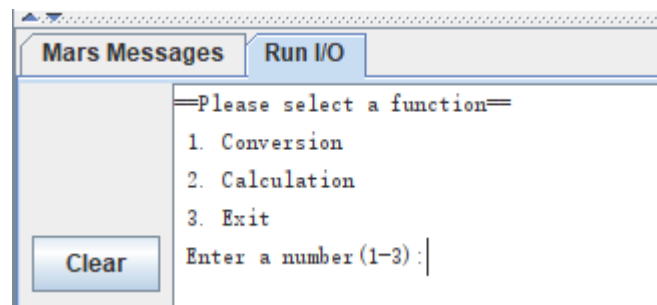 Mars Messages
Run I/O
==Please select a function==
1. Conversion
2. Calculation
3. Exit
Enter a number(1-3):
Clear